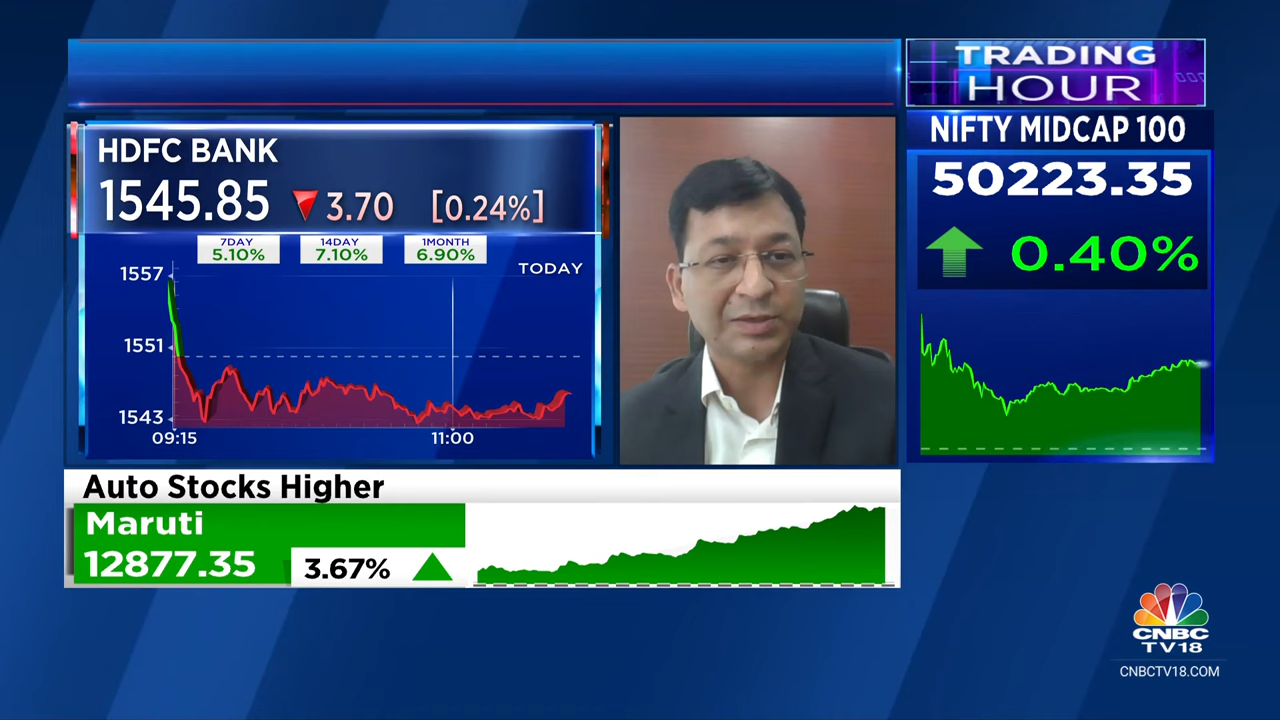 TRADING
HOUR
HDFC BANK
1545.85 ▼ 3.70 [0.24%]
7DAY
5.10%
14DAY
7.10%
1MONTH
6.90%
TODAY
1557
1551
1543
09:15
11:00
NIFTY MIDCAP 100
50223.35
0.40%
Auto Stocks Higher
Maruti
12877.35
3.67%
CNBC
TV18
CNBCTV18.COM